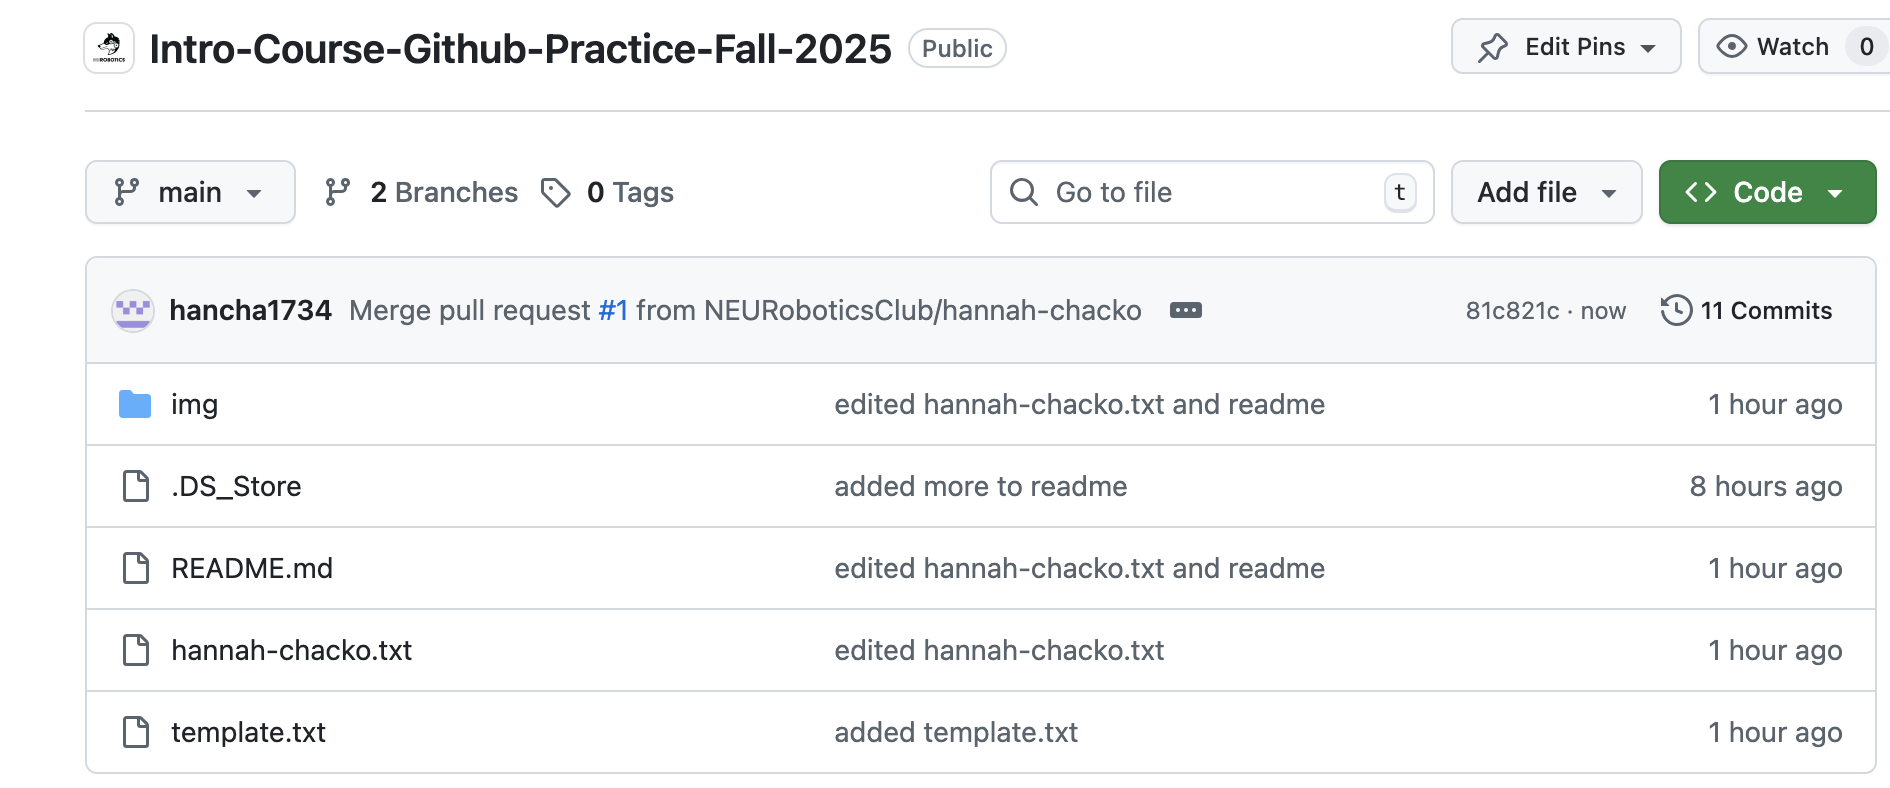 Intro-Course-Github-Practice-Fall-2025 Public Edit Pins Watch 0
main 2 Branches 0 Tags Go to file t Add file Code
hancha1734 Merge pull request #1 from NEURoboticsClub/hannah-chacko 81c821c · now 11 Commits
img edited hannah-chacko.txt and readme 1 hour ago
.DS_Store added more to readme 8 hours ago
README.md edited hannah-chacko.txt and readme 1 hour ago
hannah-chacko.txt edited hannah-chacko.txt 1 hour ago
template.txt added template.txt 1 hour ago